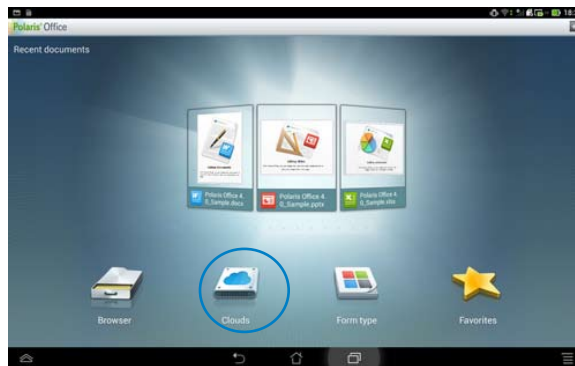 18:
Polaris® Office
Recent documents
Polaris Office 4.
0_Sample.docx
Polaris Office 4.
0_Sample.pptx
Polaris Office 4.
0_Sample.xlsx
Browser
Clouds
Form type
Favorites